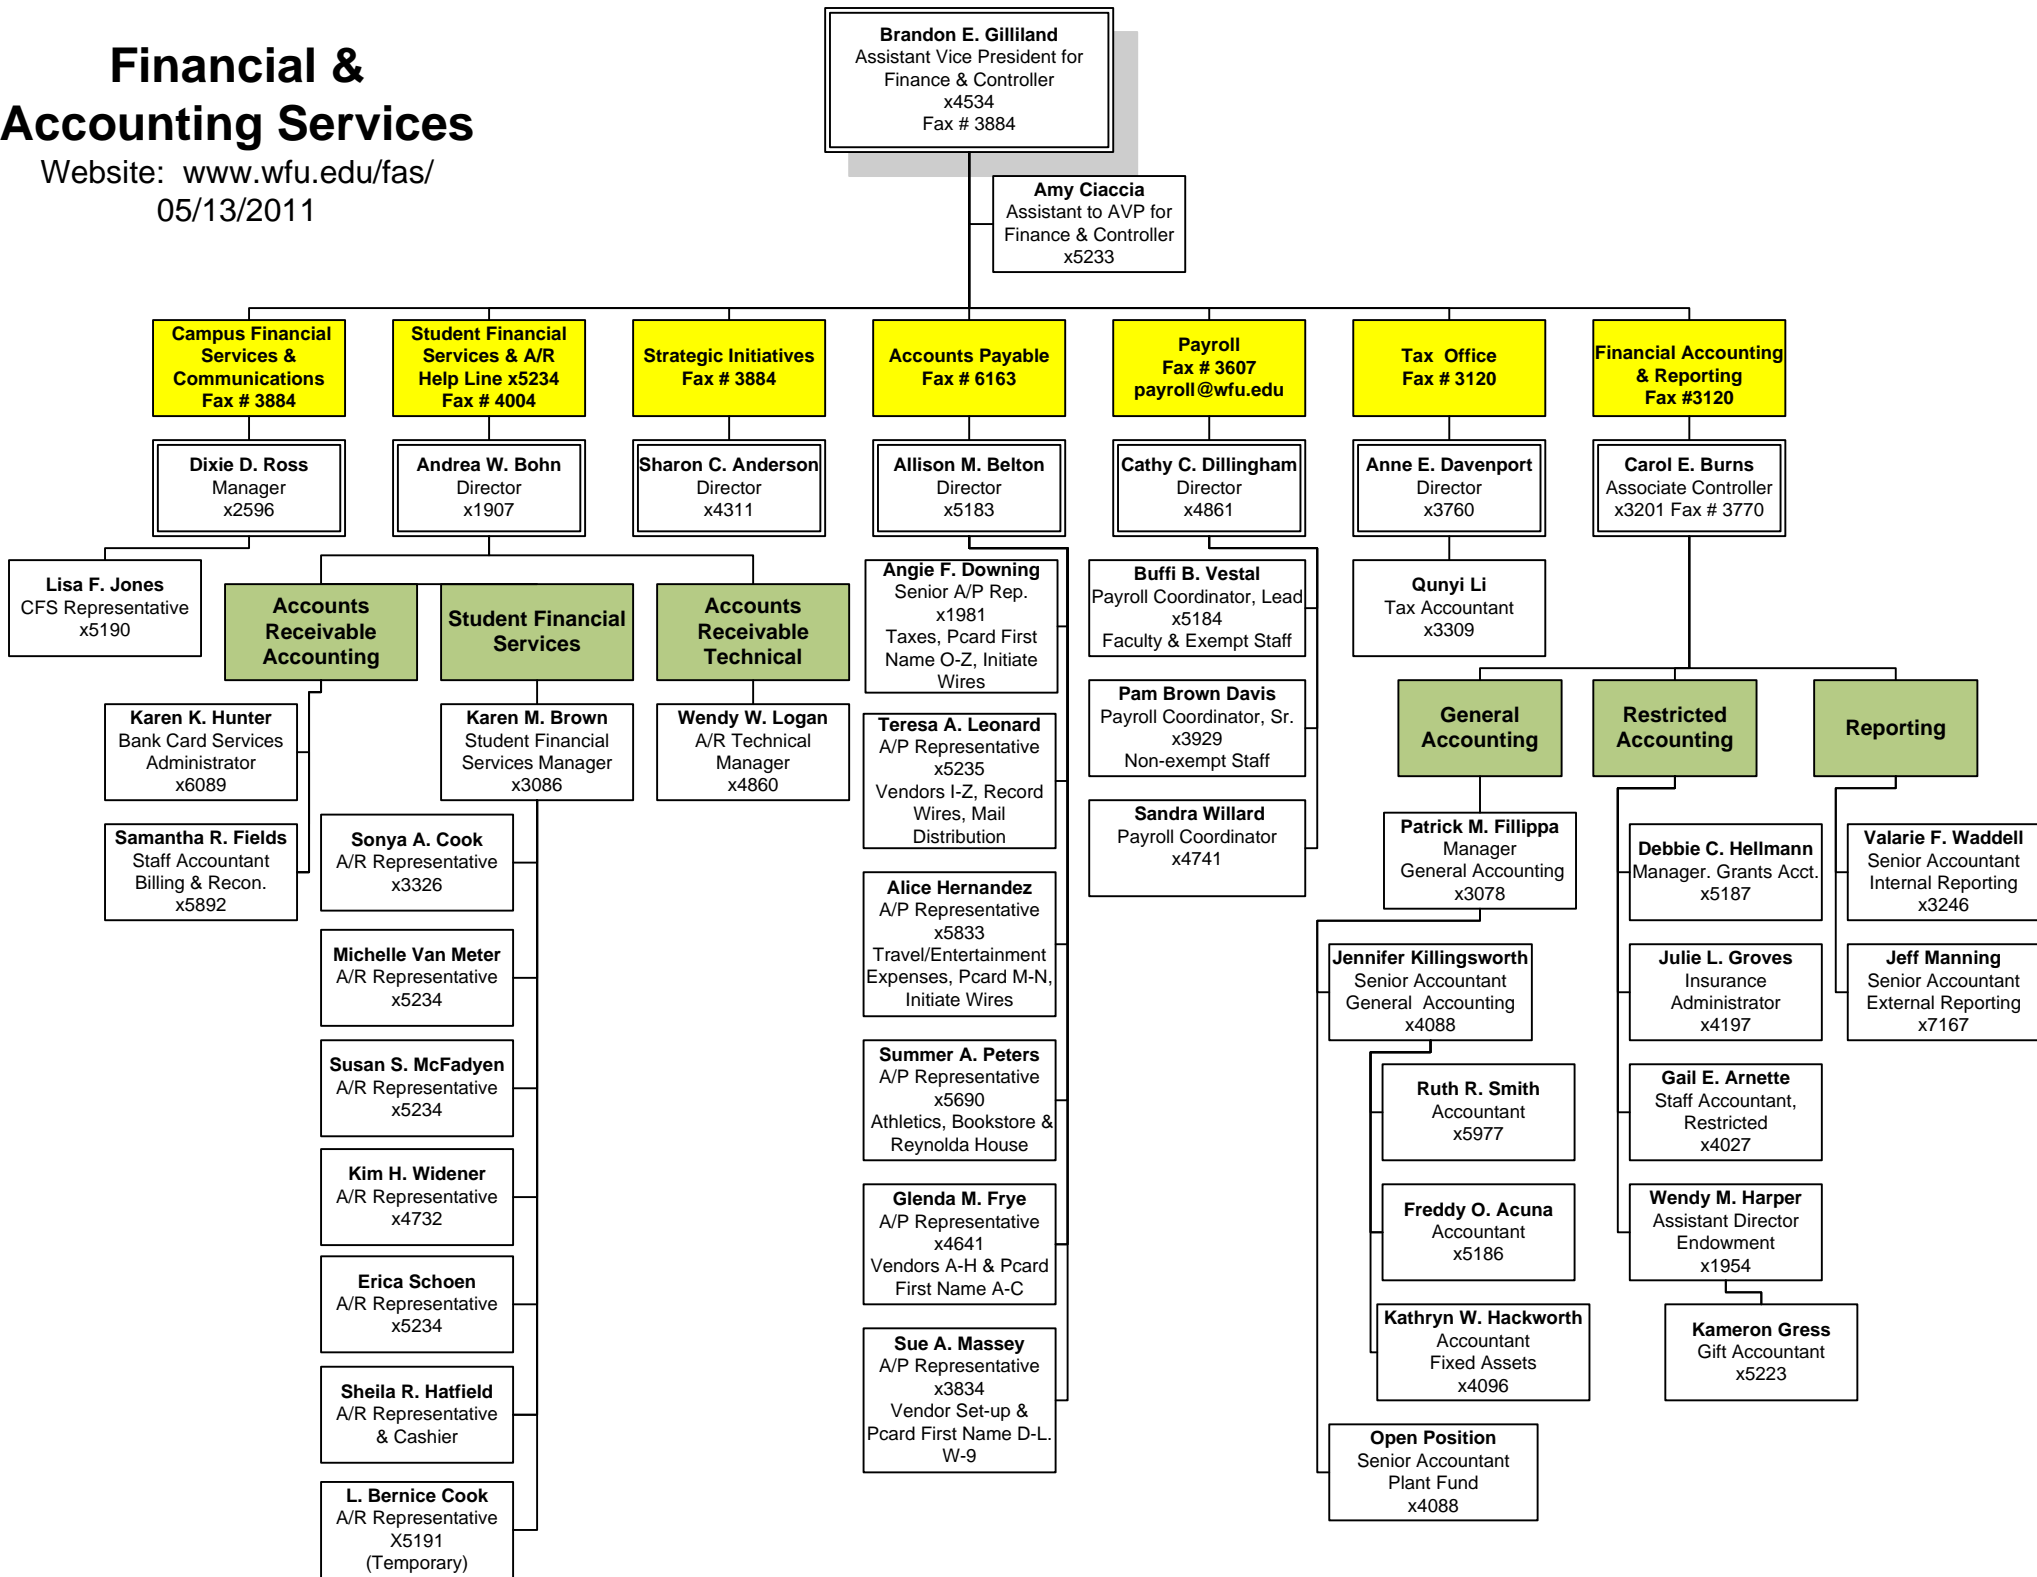 Financial &
Accounting Services
Website:  www.wfu.edu/fas/
05/13/2011
Brandon E. Gilliland
Assistant Vice President for
Finance & Controller
x4534
Fax # 3884
Amy Ciaccia
Assistant to AVP for
Finance & Controller
x5233
Campus Financial
Services &
Communications
Fax # 3884
Student Financial
Services & A/R
Help Line x5234
Fax # 4004
Strategic Initiatives
Fax # 3884
Accounts Payable
Fax # 6163
Payroll
Fax # 3607
payroll@wfu.edu
Tax  Office
Fax # 3120
Financial Accounting
& Reporting
Fax #3120
Dixie D. Ross
Manager
x2596
Andrea W. Bohn
Director
x1907
Sharon C. Anderson
Director
x4311
Allison M. Belton
Director
x5183
Cathy C. Dillingham
Director
x4861
Anne E. Davenport
Director
x3760
Carol E. Burns
Associate Controller
x3201 Fax # 3770
Lisa F. Jones
CFS Representative
x5190
Accounts
Receivable
Accounting
Student Financial
Services
Accounts
Receivable
Technical
Karen K. Hunter
Bank Card Services
Administrator
x6089
Samantha R. Fields
Staff Accountant
Billing & Recon.
x5892
Karen M. Brown
Student Financial
Services Manager
x3086
Wendy W. Logan
A/R Technical
Manager
x4860
Sonya A. Cook
A/R Representative
x3326
Michelle Van Meter
A/R Representative
x5234
Susan S. McFadyen
A/R Representative
x5234
Kim H. Widener
A/R Representative
x4732
Erica Schoen
A/R Representative
x5234
Sheila R. Hatfield
A/R Representative
& Cashier
L. Bernice Cook
A/R Representative
X5191
(Temporary)
Angie F. Downing
Senior A/P Rep.
x1981
Taxes, Pcard First
Name O-Z, Initiate
Wires
Teresa A. Leonard
A/P Representative
x5235
Vendors I-Z, Record
Wires, Mail
Distribution
Alice Hernandez
A/P Representative
x5833
Travel/Entertainment
Expenses, Pcard M-N,
Initiate Wires
Summer A. Peters
A/P Representative
x5690
Athletics, Bookstore &
Reynolda House
Glenda M. Frye
A/P Representative
x4641
Vendors A-H & Pcard
First Name A-C
Sue A. Massey
A/P Representative
x3834
Vendor Set-up &
Pcard First Name D-L.
W-9
Buffi B. Vestal
Payroll Coordinator, Lead
x5184
Faculty & Exempt Staff
Pam Brown Davis
Payroll Coordinator, Sr.
x3929
Non-exempt Staff
Sandra Willard
Payroll Coordinator
x4741
Qunyi Li
Tax Accountant
x3309
General
Accounting
Restricted
Accounting
Reporting
Patrick M. Fillippa
Manager
General Accounting
x3078
Jennifer Killingsworth
Senior Accountant
General  Accounting
x4088
Ruth R. Smith
Accountant
x5977
Freddy O. Acuna
Accountant
x5186
Kathryn W. Hackworth
Accountant
Fixed Assets
x4096
Open Position
Senior Accountant
Plant Fund
x4088
Debbie C. Hellmann
Manager. Grants Acct.
x5187
Julie L. Groves
Insurance
Administrator
x4197
Gail E. Arnette
Staff Accountant,
Restricted
x4027
Wendy M. Harper
Assistant Director
Endowment
x1954
Kameron Gress
Gift Accountant
x5223
Valarie F. Waddell
Senior Accountant
Internal Reporting
x3246
Jeff Manning
Senior Accountant
External Reporting
x7167